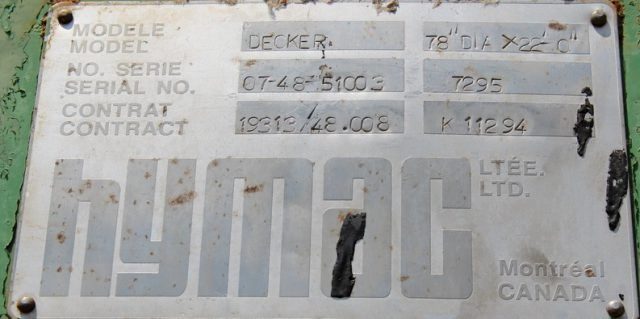 MODELE
MODEL DECKER. 78" DIA X 22' 0"
NO. SERIE
SERIAL NO. 07-48-51003 7295
CONTRAT
CONTRACT 19313/48.008 K 11294
hymac LTÉE.
LTD.
Montréal
CANADA